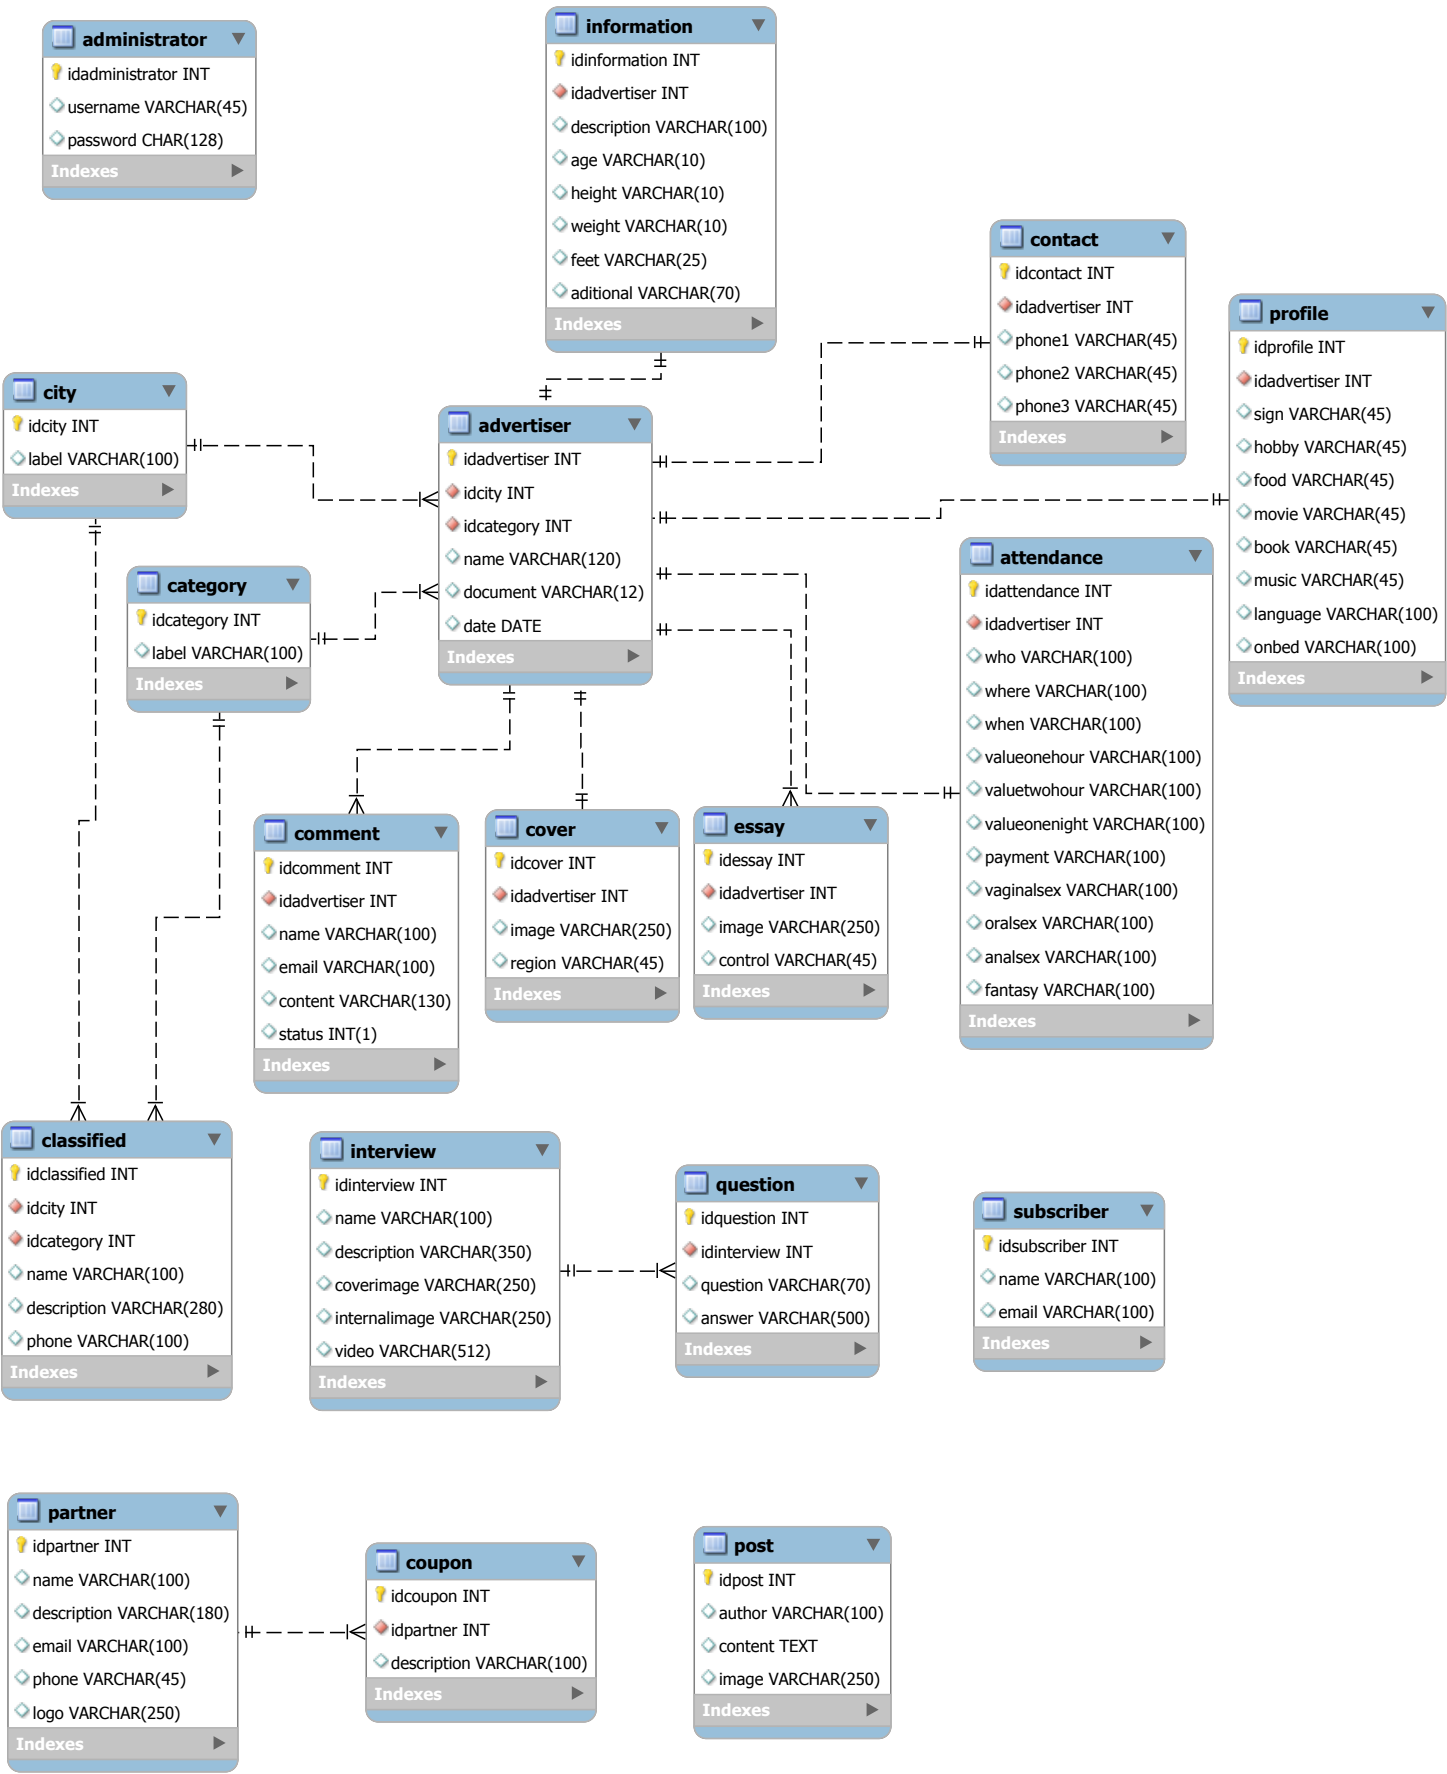 administrator
idadministrator INT
username VARCHAR(45)
password CHAR(128)
Indexes
information
idinformation INT
idadvertiser INT
description VARCHAR(100)
age VARCHAR(10)
height VARCHAR(10)
weight VARCHAR(10)
feet VARCHAR(25)
aditional VARCHAR(70)
Indexes
contact
idcontact INT
idadvertiser INT
phone1 VARCHAR(45)
phone2 VARCHAR(45)
phone3 VARCHAR(45)
Indexes
profile
idprofile INT
idadvertiser INT
sign VARCHAR(45)
hobby VARCHAR(45)
food VARCHAR(45)
movie VARCHAR(45)
book VARCHAR(45)
music VARCHAR(45)
language VARCHAR(100)
onbed VARCHAR(100)
Indexes
city
idcity INT
label VARCHAR(100)
Indexes
advertiser
idadvertiser INT
idcity INT
idcategory INT
name VARCHAR(120)
document VARCHAR(12)
date DATE
Indexes
category
idcategory INT
label VARCHAR(100)
Indexes
attendance
idattendance INT
idadvertiser INT
who VARCHAR(100)
where VARCHAR(100)
when VARCHAR(100)
valueonehour VARCHAR(100)
valuetwohour VARCHAR(100)
valueonenight VARCHAR(100)
payment VARCHAR(100)
vaginalsex VARCHAR(100)
oralsex VARCHAR(100)
analsex VARCHAR(100)
fantasy VARCHAR(100)
Indexes
comment
idcomment INT
idadvertiser INT
name VARCHAR(100)
email VARCHAR(100)
content VARCHAR(130)
status INT(1)
Indexes
cover
idcover INT
idadvertiser INT
image VARCHAR(250)
region VARCHAR(45)
Indexes
essay
idessay INT
idadvertiser INT
image VARCHAR(250)
control VARCHAR(45)
Indexes
classified
idclassified INT
idcity INT
idcategory INT
name VARCHAR(100)
description VARCHAR(280)
phone VARCHAR(100)
Indexes
interview
idinterview INT
name VARCHAR(100)
description VARCHAR(350)
coverimage VARCHAR(250)
internalimage VARCHAR(250)
video VARCHAR(512)
Indexes
question
idquestion INT
idinterview INT
question VARCHAR(70)
answer VARCHAR(500)
Indexes
subscriber
idsubscriber INT
name VARCHAR(100)
email VARCHAR(100)
Indexes
partner
idpartner INT
name VARCHAR(100)
description VARCHAR(180)
email VARCHAR(100)
phone VARCHAR(45)
logo VARCHAR(250)
Indexes
coupon
idcoupon INT
idpartner INT
description VARCHAR(100)
Indexes
post
idpost INT
author VARCHAR(100)
content TEXT
image VARCHAR(250)
Indexes